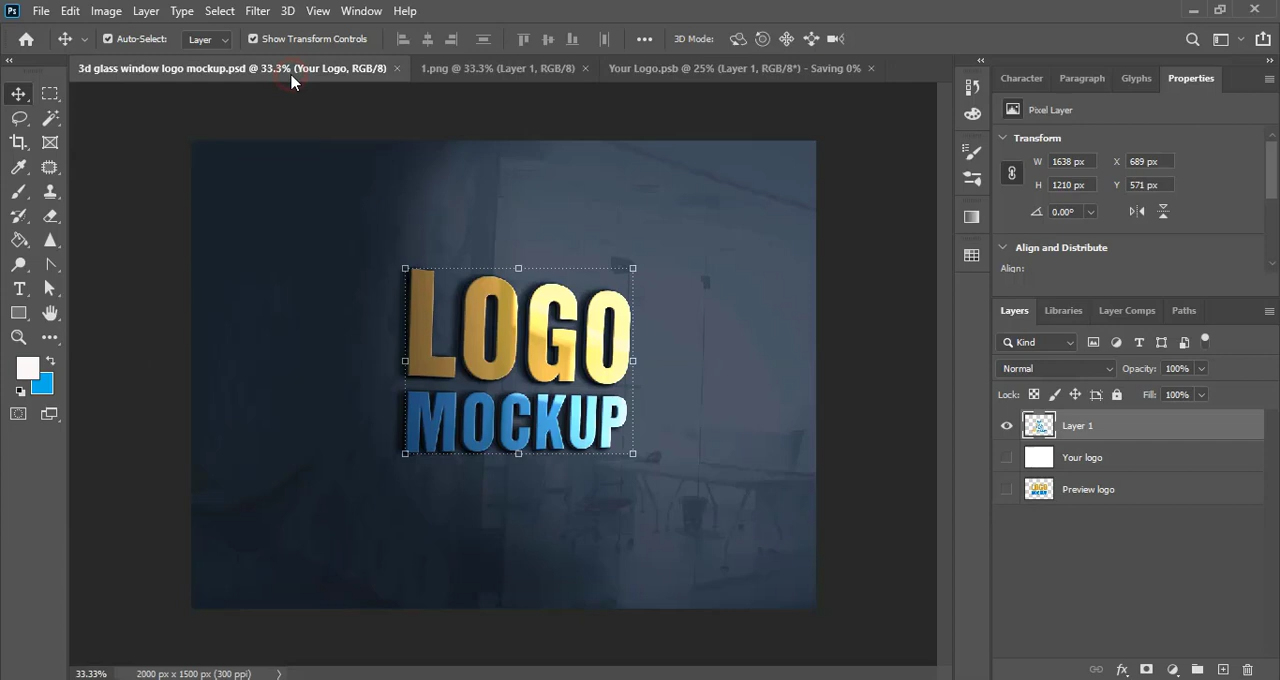 Ps File Edit Image Layer Type Select Filter 3D View Window Help
Auto-Select: Layer Show Transform Controls 3D Mode:
3d glass window logo mockup.psd @ 33.3% (Your Logo, RGB/8) × 1.png @ 33.3% (Layer 1, RGB/8) × Your Logo.psb @ 25% (Layer 1, RGB/8*) - Saving 0% ×
Character Paragraph Glyphs Properties
Pixel Layer
Transform
W 1638 px X 689 px
H 1210 px Y 571 px
0.00°
Align and Distribute
Align:
LOGO
MOCKUP
Layers Libraries Layer Comps Paths
Kind
Normal Opacity: 100%
Lock: Fill: 100%
Layer 1
Your logo
Preview logo
33.33% 2000 px x 1500 px (300 ppi)